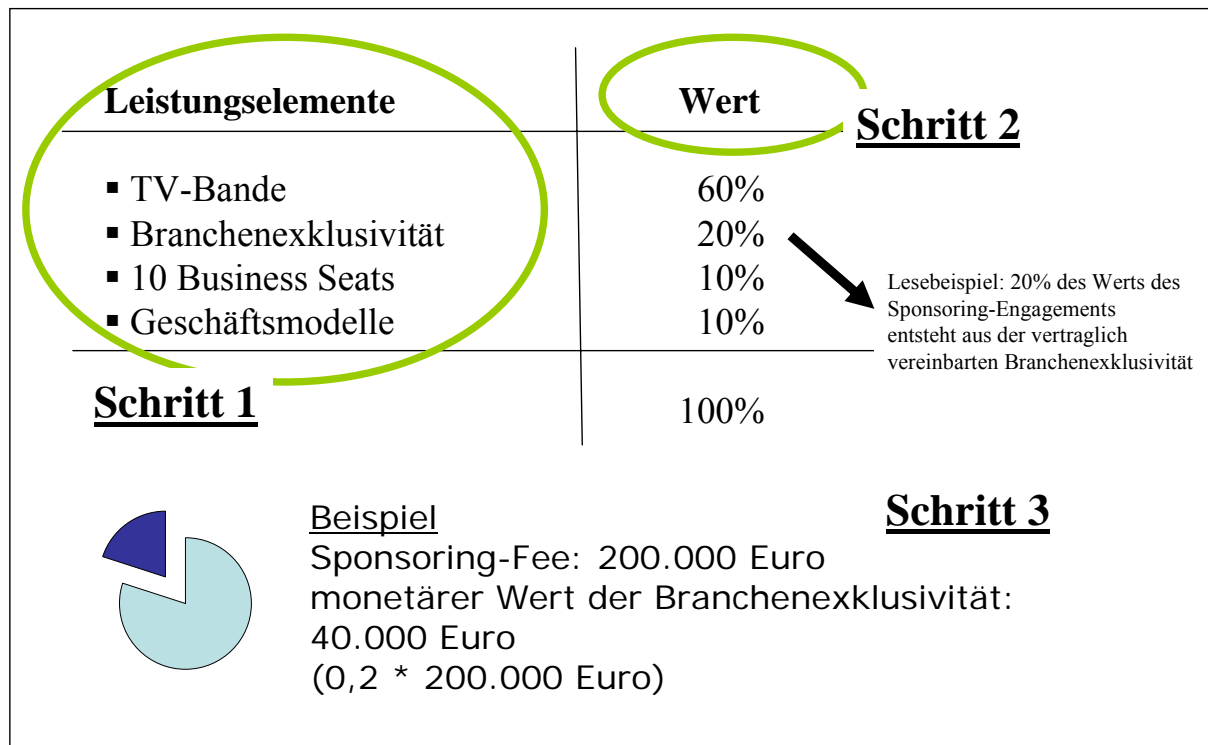 Leistungselemente Wert
Schritt 2
▪ TV-Bande 60%
▪ Branchenexklusivität 20%
▪ 10 Business Seats 10%
▪ Geschäftsmodelle 10%
Lesebeispiel: 20% des Werts des
Sponsoring-Engagements
entsteht aus der vertraglich
vereinbarten Branchenexklusivität
Schritt 1
100%
Schritt 3
Beispiel
Sponsoring-Fee: 200.000 Euro
monetärer Wert der Branchenexklusivität:
40.000 Euro
(0,2 * 200.000 Euro)